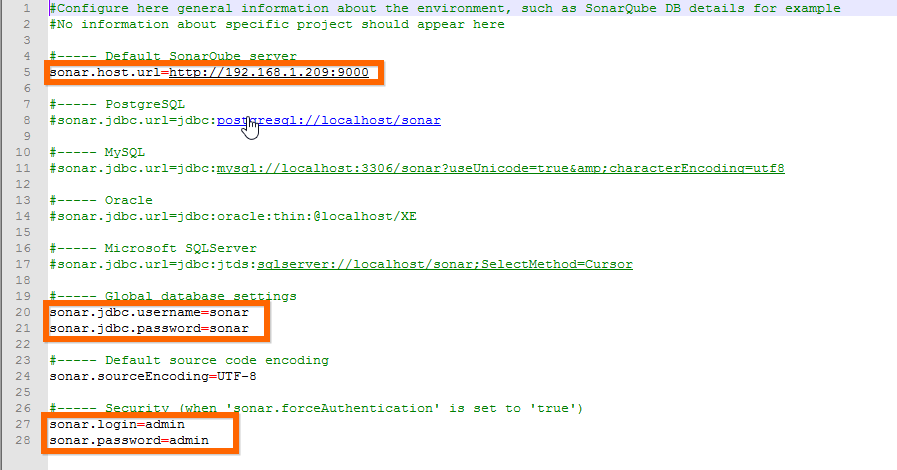 1 #Configure here general information about the environment, such as SonarQube DB details for example
2 #No information about specific project should appear here
3
4 #----- Default SonarQube server
5 sonar.host.url=http://192.168.1.209:9000
6
7 #----- PostgreSQL
8 #sonar.jdbc.url=jdbc:postgresql://localhost/sonar
9
10 #----- MySQL
11 #sonar.jdbc.url=jdbc:mysql://localhost:3306/sonar?useUnicode=true&amp;characterEncoding=utf8
12
13 #----- Oracle
14 #sonar.jdbc.url=jdbc:oracle:thin:@localhost/XE
15
16 #----- Microsoft SQLServer
17 #sonar.jdbc.url=jdbc:jtds:sqlserver://localhost/sonar;SelectMethod=Cursor
18
19 #----- Global database settings
20 sonar.jdbc.username=sonar
21 sonar.jdbc.password=sonar
22
23 #----- Default source code encoding
24 sonar.sourceEncoding=UTF-8
25
26 #----- Security (when 'sonar.forceAuthentication' is set to 'true')
27 sonar.login=admin
28 sonar.password=admin